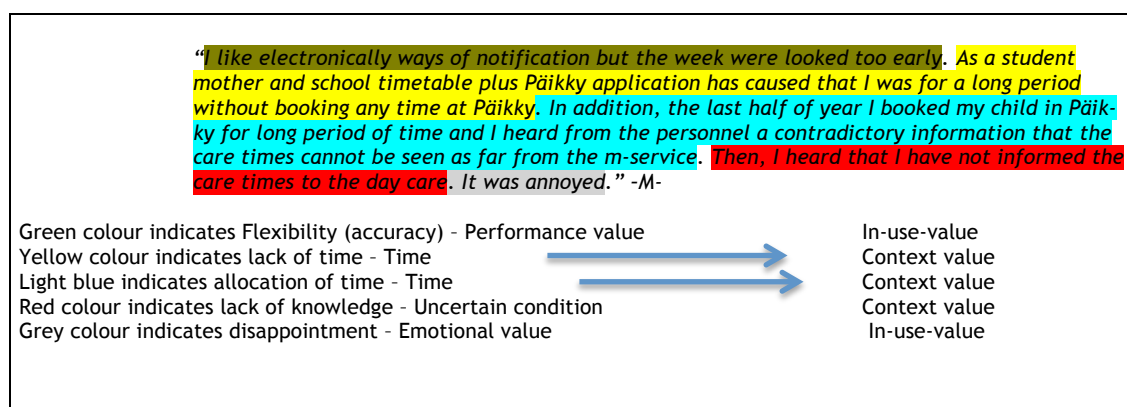 “I like electronically ways of notification but the week were looked too early. As a student
mother and school timetable plus Päikky application has caused that I was for a long period
without booking any time at Päikky. In addition, the last half of year I booked my child in Päik-
ky for long period of time and I heard from the personnel a contradictory information that the
care times cannot be seen as far from the m-service. Then, I heard that I have not informed the
care times to the day care. It was annoyed.” –M-
Green colour indicates Flexibility (accuracy) – Performance value In-use-value
Yellow colour indicates lack of time – Time Context value
Light blue indicates allocation of time – Time Context value
Red colour indicates lack of knowledge – Uncertain condition Context value
Grey colour indicates disappointment – Emotional value In-use-value